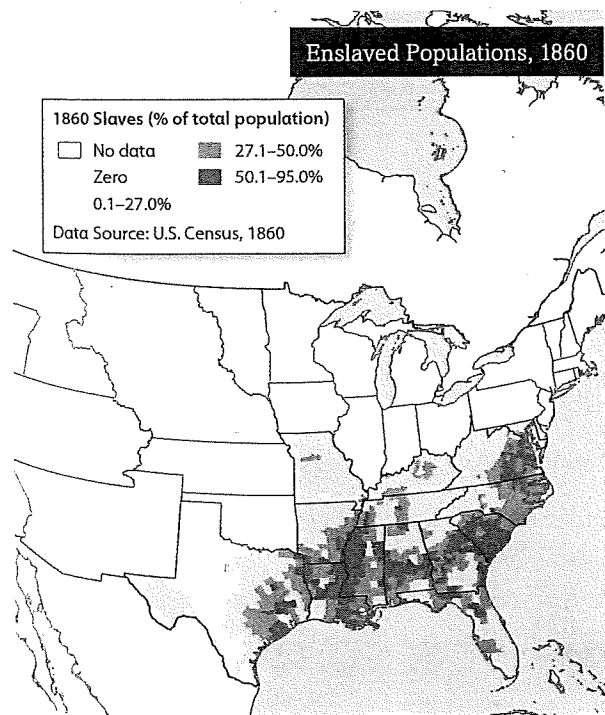 Enslaved Populations, 1860
1860 Slaves (% of total population)
No data 27.1–50.0%
Zero 50.1–95.0%
0.1–27.0%
Data Source: U.S. Census, 1860